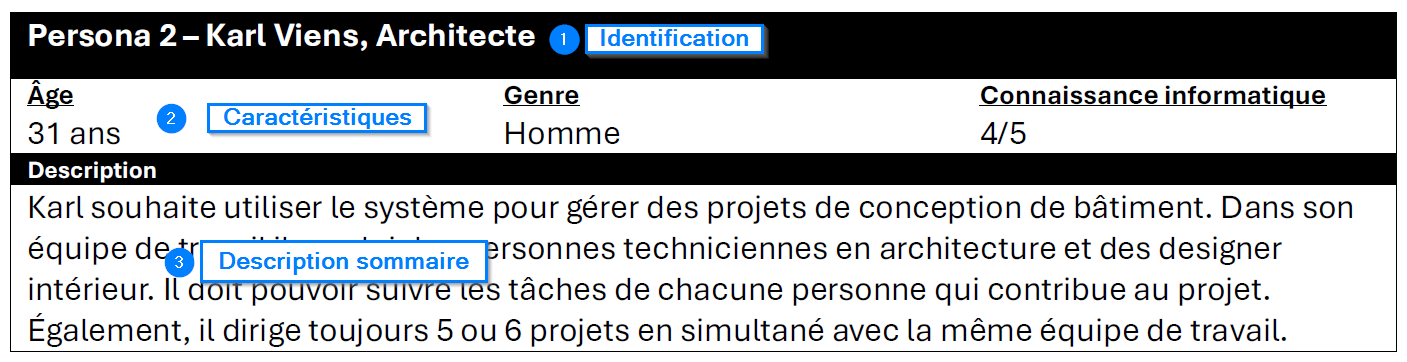 Persona 2 – Karl Viens, Architecte 1 Identification
Âge Genre Connaissance informatique
2 Caractéristiques
31 ans Homme 4/5
Description
Karl souhaite utiliser le système pour gérer des projets de conception de bâtiment. Dans son
équipe de personnes techniciennes en architecture et des designer
3 Description sommaire
intérieur. Il doit pouvoir suivre les tâches de chacune personne qui contribue au projet.
Également, il dirige toujours 5 ou 6 projets en simultané avec la même équipe de travail.